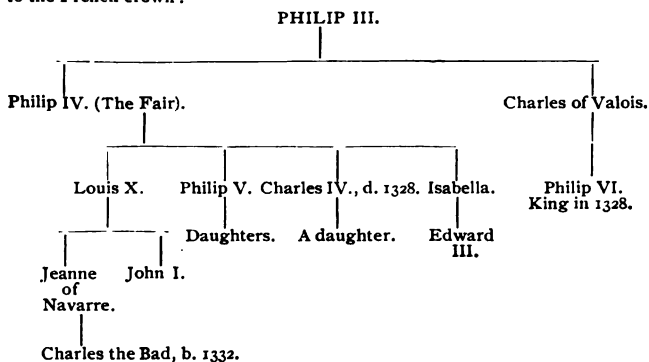 to the French crown :
PHILIP III.
Philip IV. (The Fair). Charles of Valois.
Louis X. Philip V. Charles IV., d. 1328. Isabella. Philip VI.
King in 1328.
Daughters. A daughter. Edward
III.
Jeanne John I.
of
Navarre.
Charles the Bad, b. 1332.